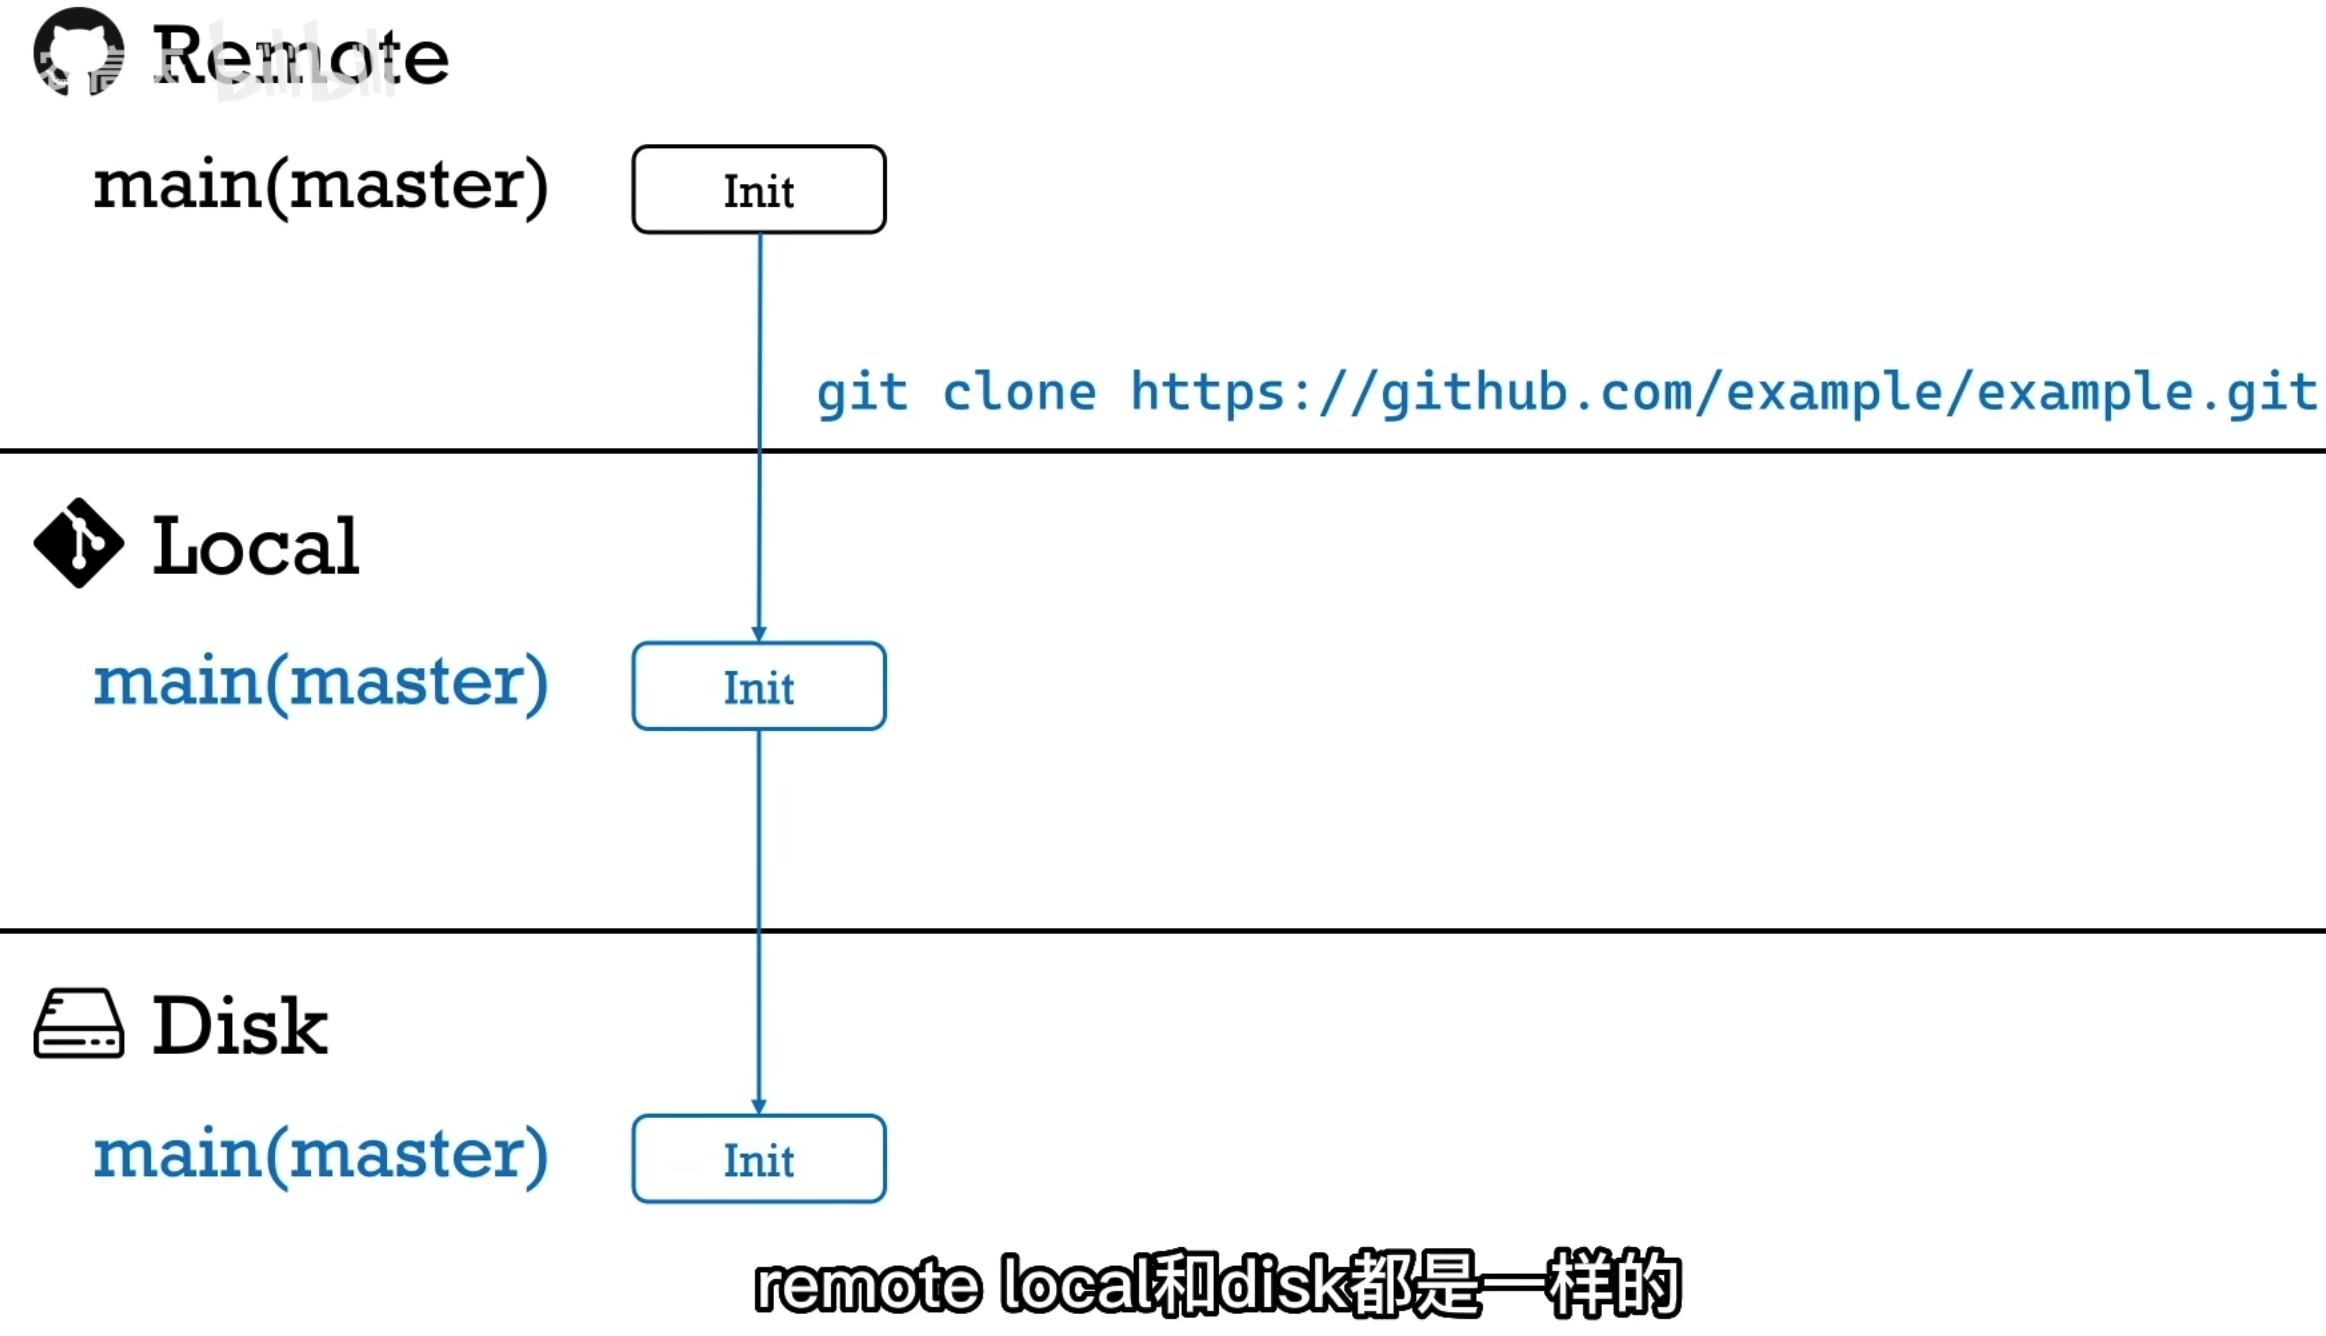 Remote
main(master)
Init
git clone https://github.com/example/example.git
Local
main(master)
Init
Disk
main(master)
Init
remote local和disk都是一样的